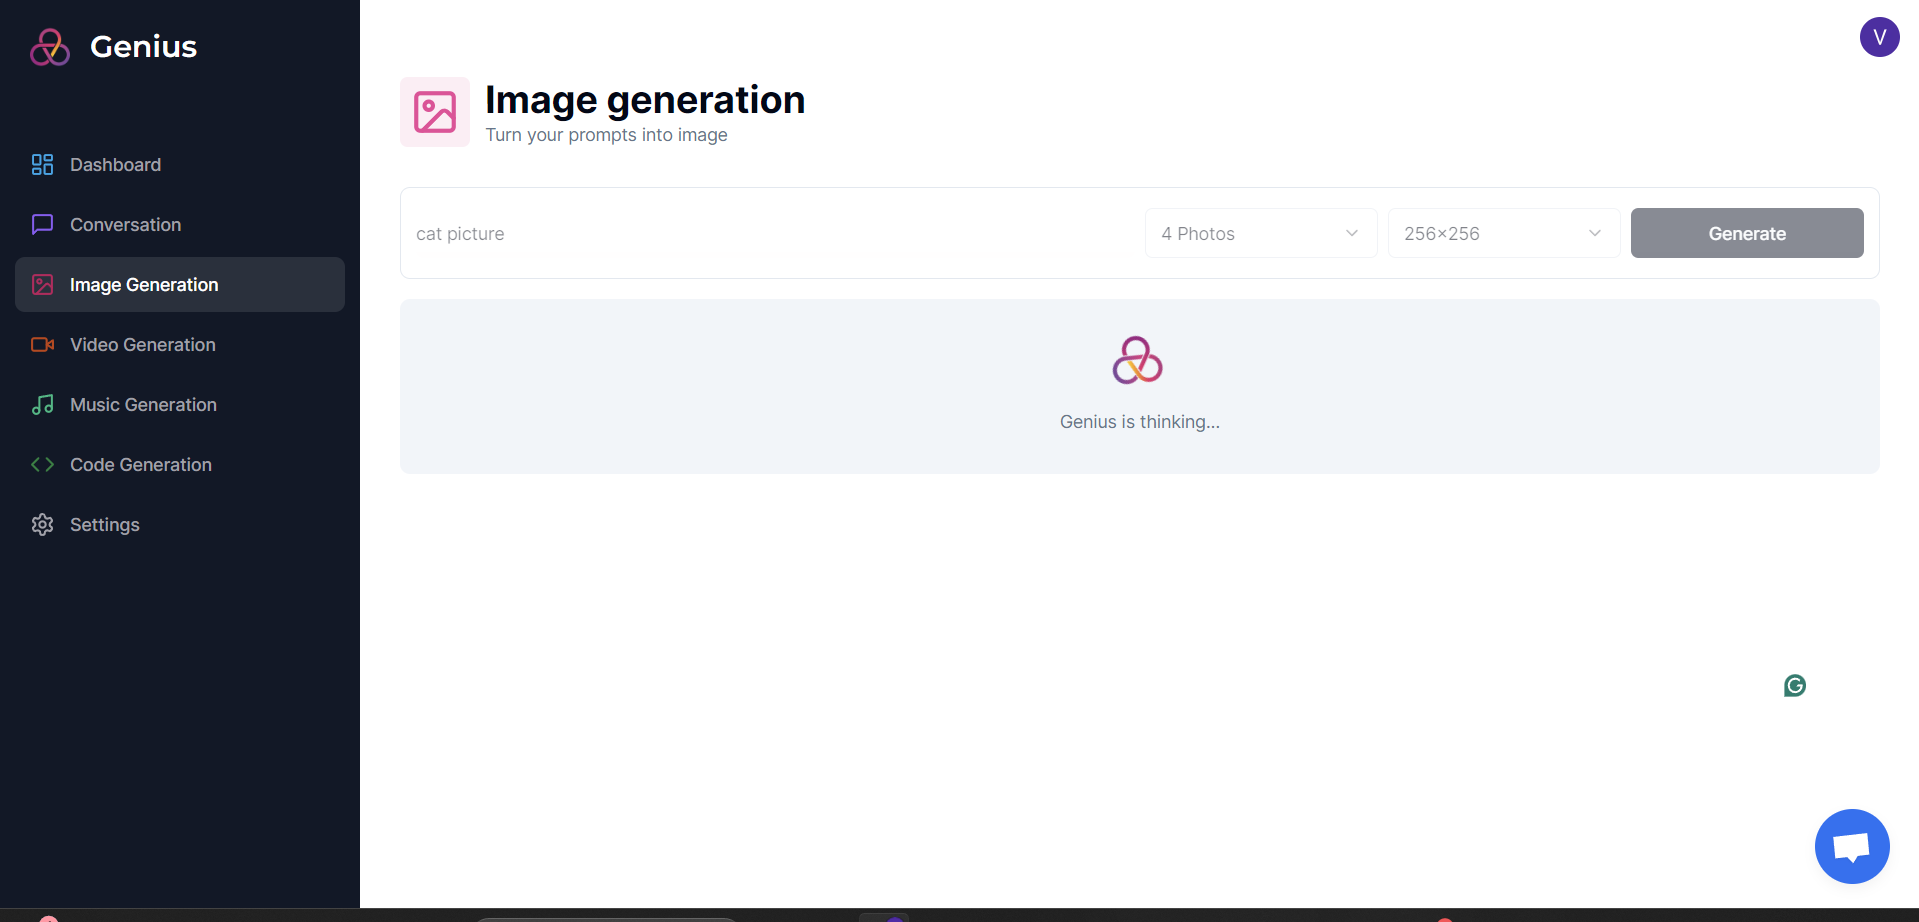 Genius
Dashboard
Conversation
Image Generation
Video Generation
Music Generation
Code Generation
Settings
V
Image generation
Turn your prompts into image
cat picture
4 Photos
256×256
Generate
Genius is thinking...
G